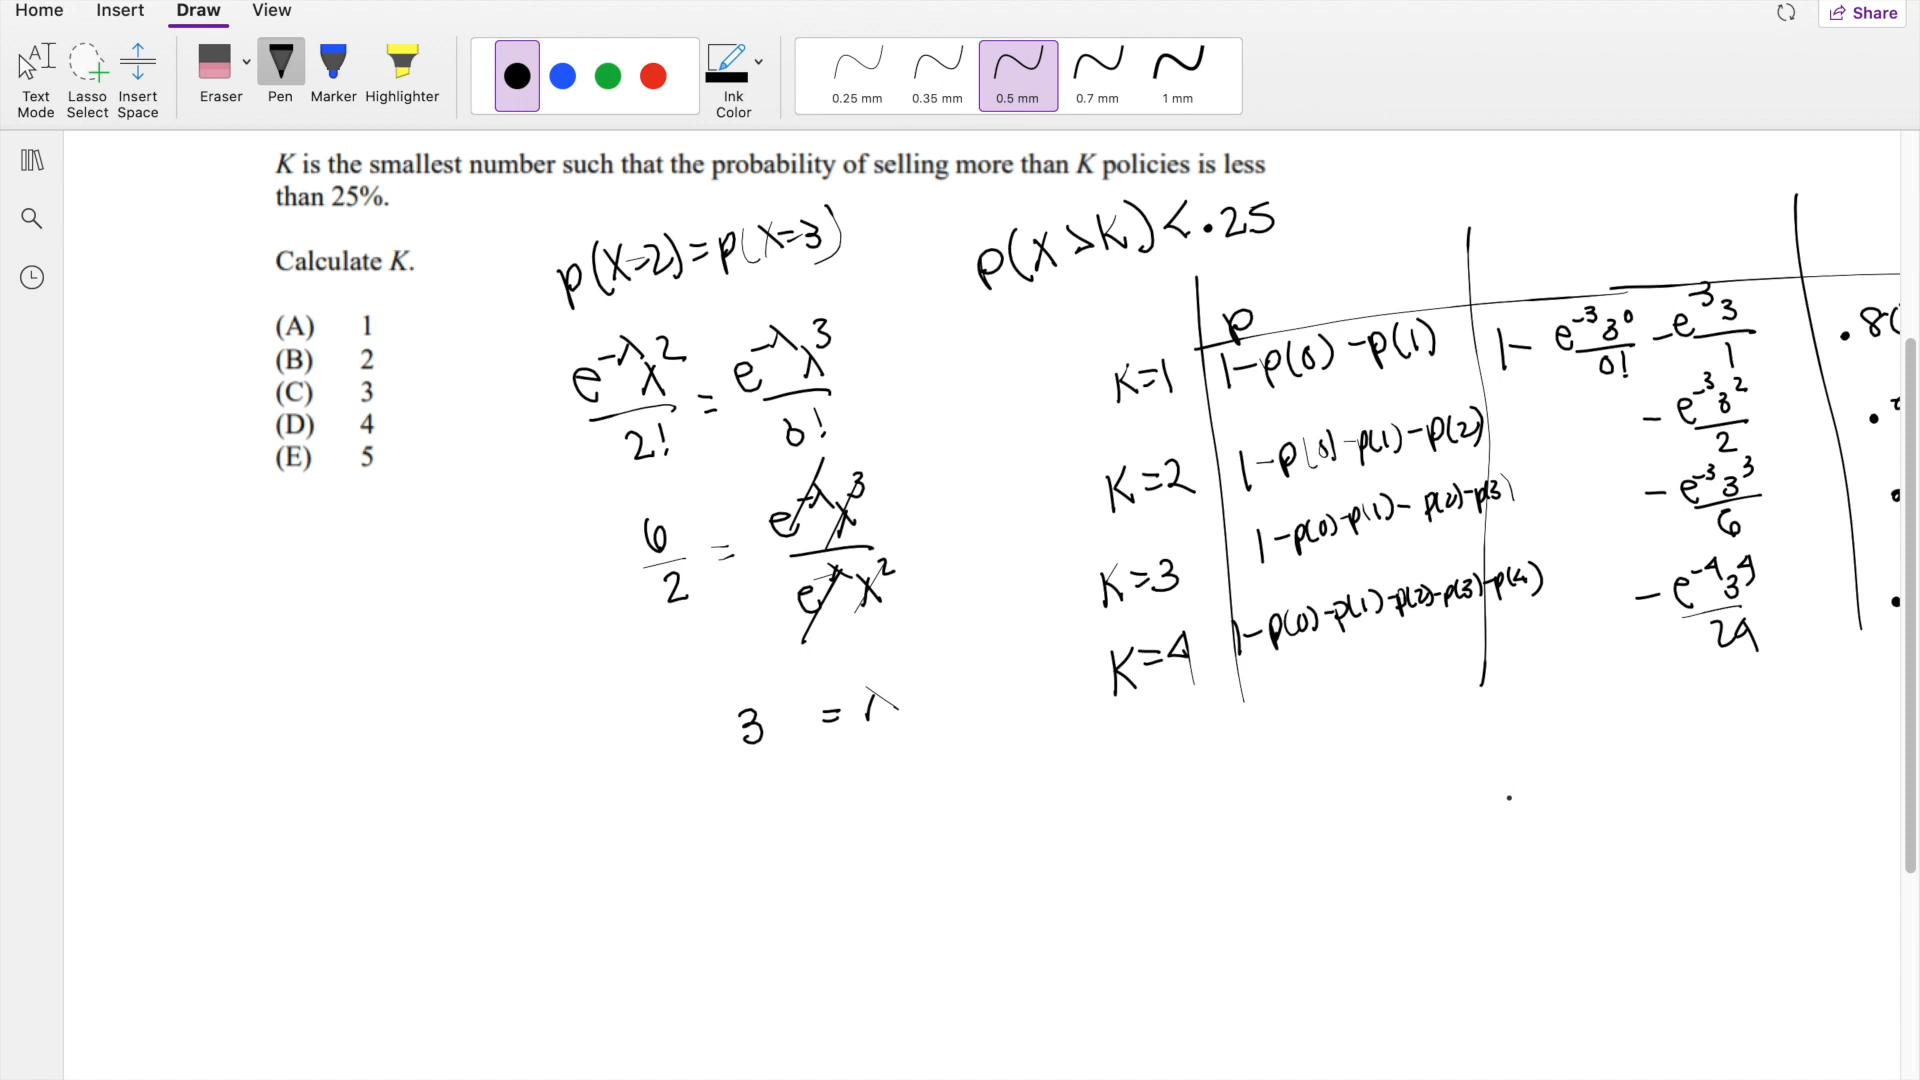 Home Insert Draw View
Share
Text Mode
Lasso Select
Insert Space
Eraser
Pen
Marker
Highlighter
Ink Color
0.25 mm
0.35 mm
0.5 mm
0.7 mm
1 mm
K is the smallest number such that the probability of selling more than K policies is less
than 25%.
Calculate K.
(A) 1
(B) 2
(C) 3
(D) 4
(E) 5
p(X=2)=p(X=3)
e^-λ λ^2 / 2! = e^-λ λ^3 / 6!
6/2 = e^-λ λ^3 / e^-λ λ^2
3 = λ
P(X>K)<.25
P
K=1 1-p(0)-p(1) 1- e^-3 3^0 / 0! - e^-3 3 / 1 .80
K=2 1-p(0)-p(1)-p(2) - e^-3 3^2 / 2
K=3 1-p(0)-p(1)-p(2)-p(3) - e^-3 3^3 / 6
K=4 1-p(0)-p(1)-p(2)-p(3)-p(4) - e^-4 3^4 / 24